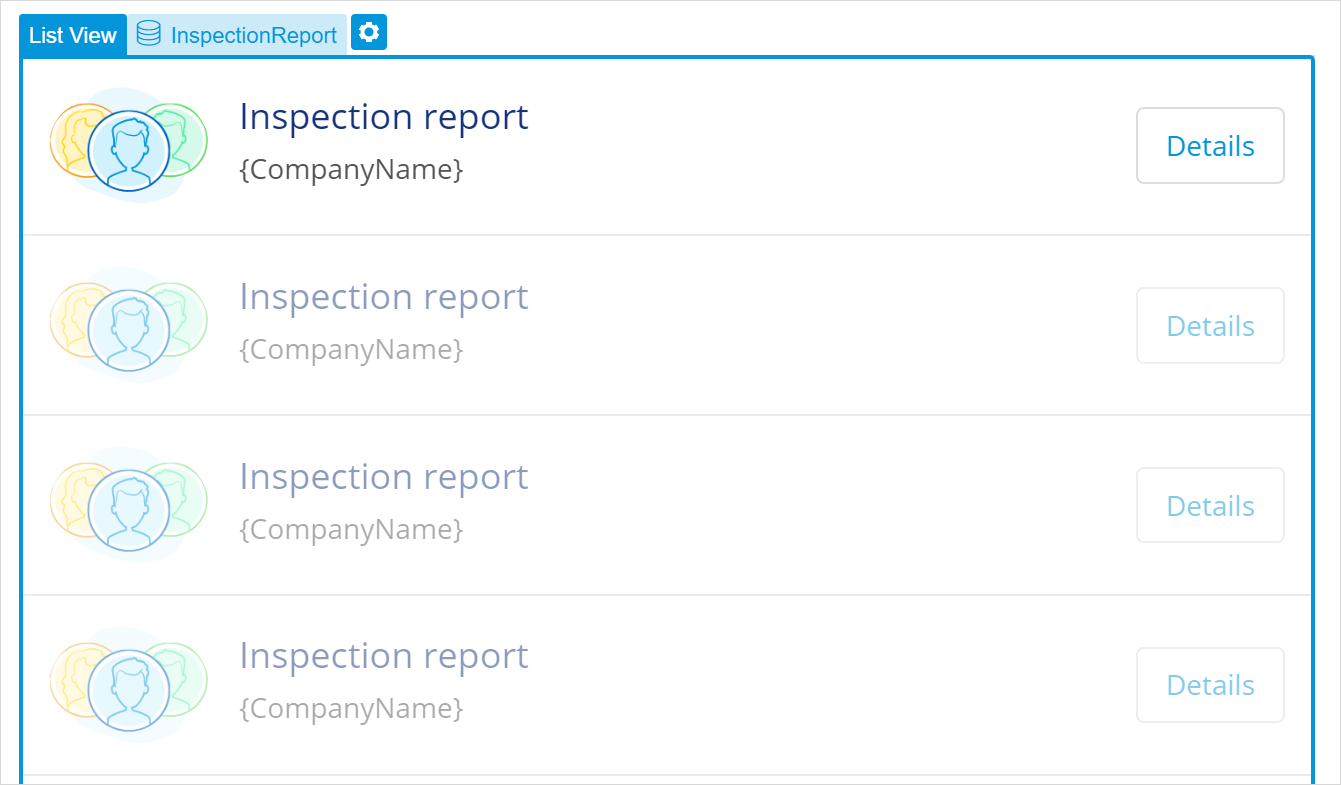 List View
InspectionReport
Inspection report
{CompanyName}
Details
Inspection report
{CompanyName}
Details
Inspection report
{CompanyName}
Details
Inspection report
{CompanyName}
Details